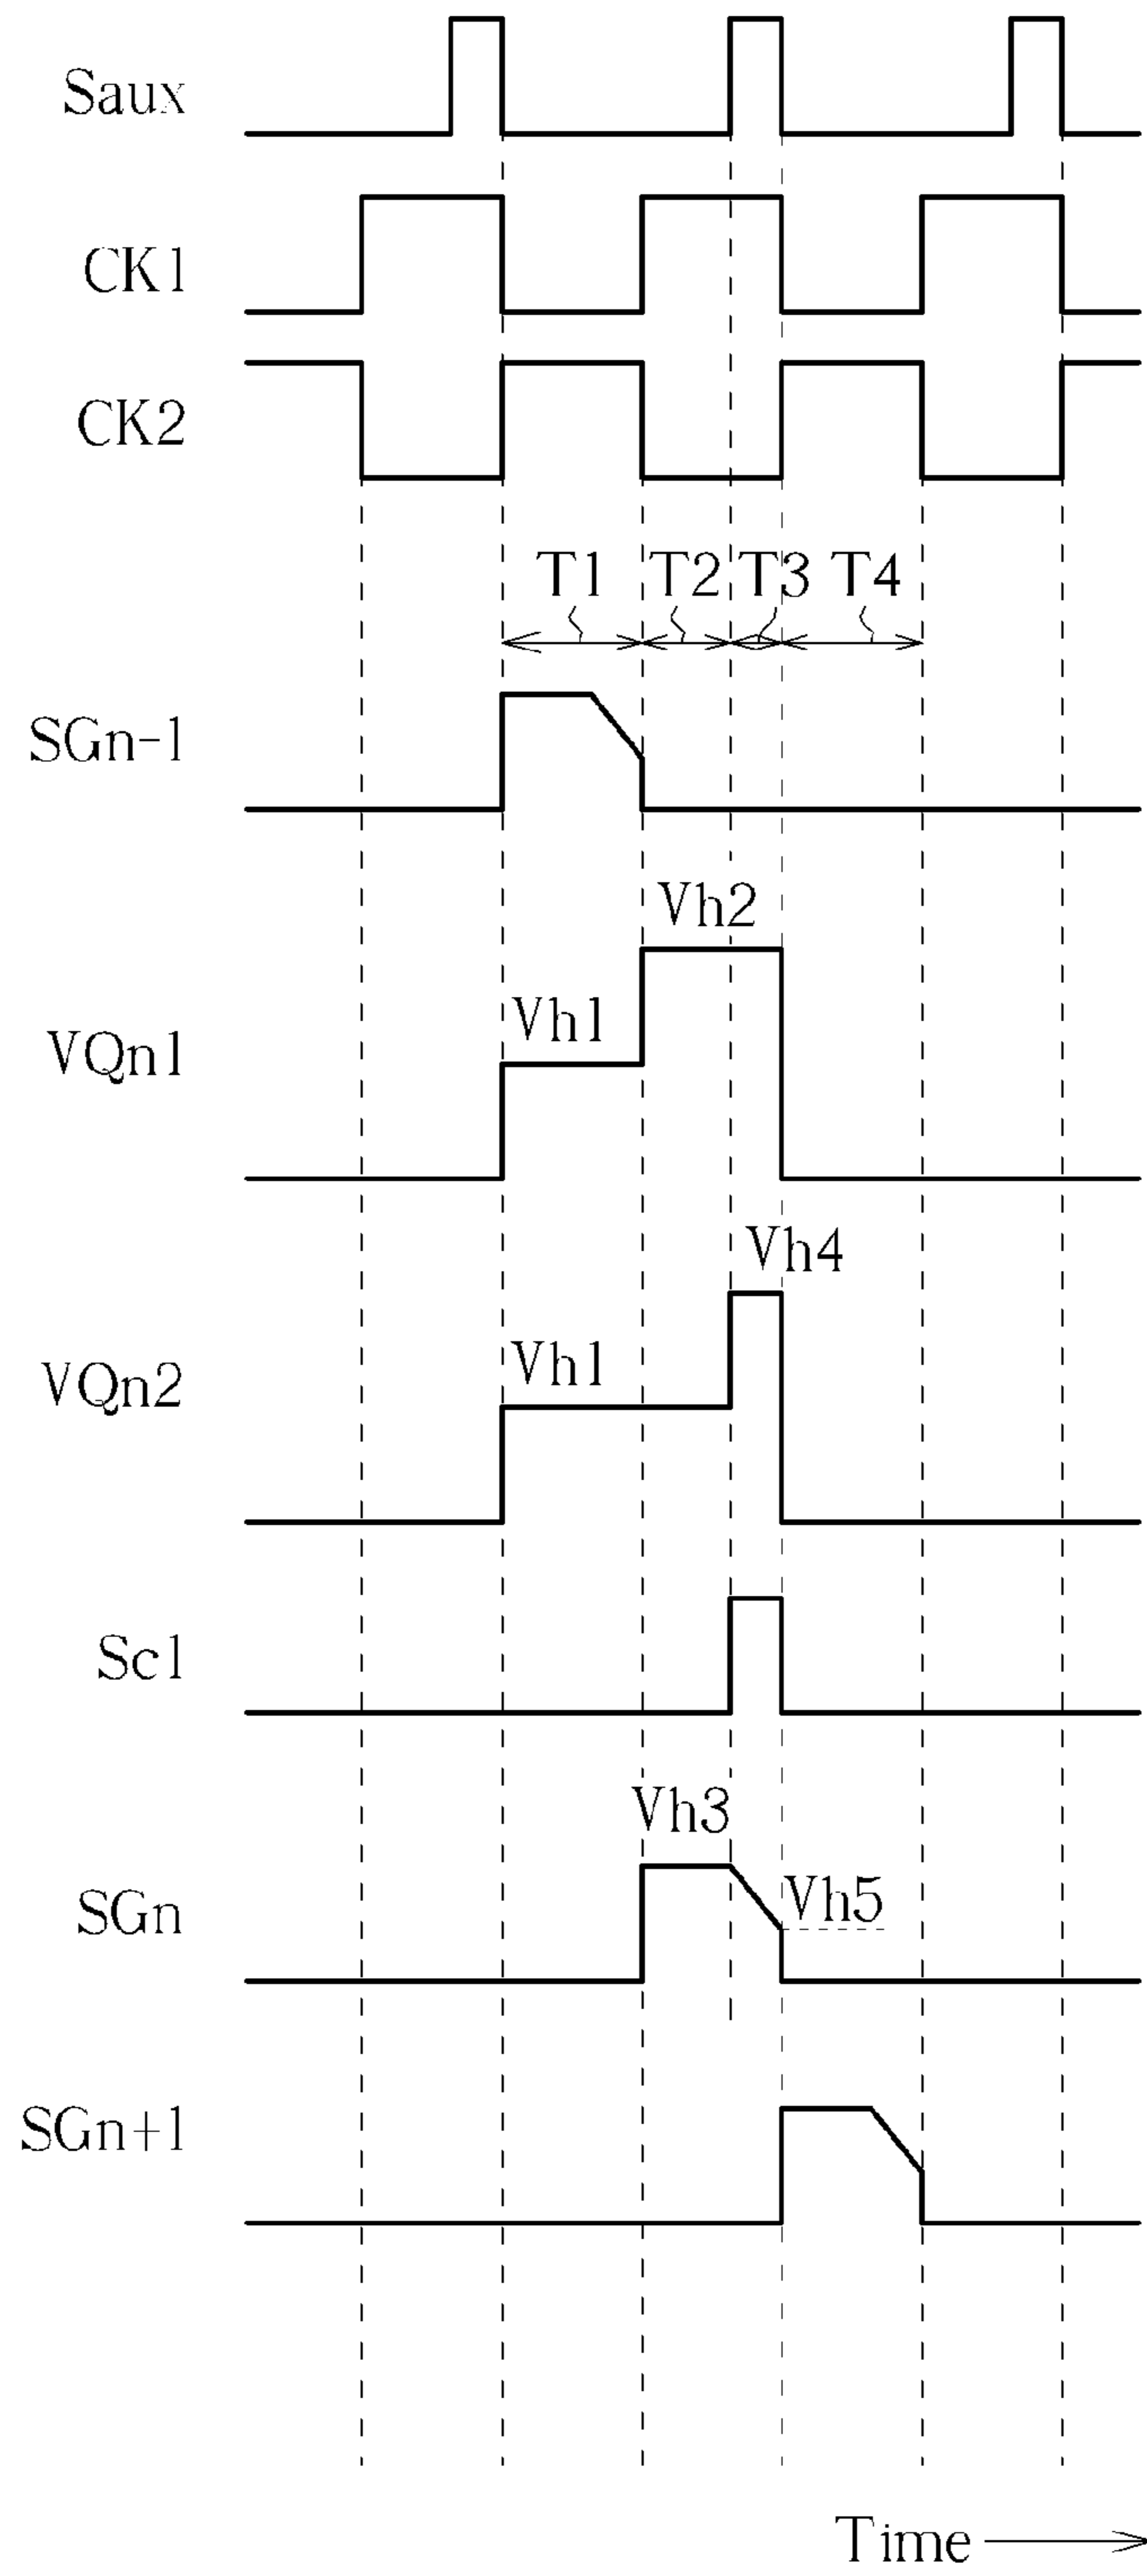 Saux
CK1
CK2
T1 T2 T3 T4
SGn-1
Vh2
Vh1
VQn1
Vh4
Vh1
VQn2
Sc1
Vh3
Vh5
SGn
SGn+1
Time